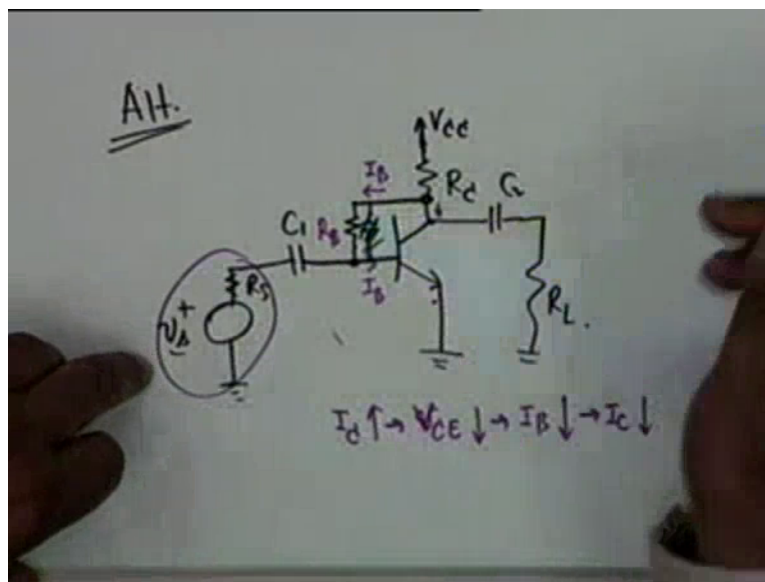 Alt.
VCC
IB
RC C2
C1 RB
RS
IB
vs + -
RL.
IC ↑ → VCE ↓ → IB ↓ → IC ↓